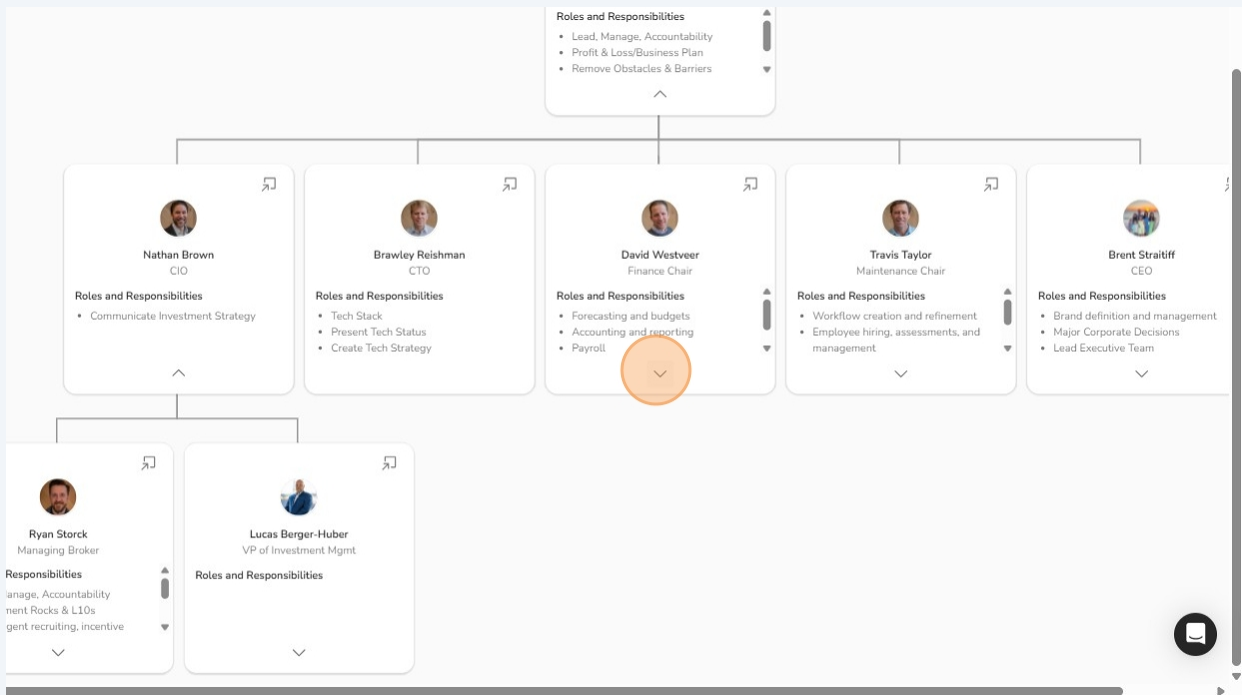 Roles and Responsibilities
Lead, Manage, Accountability
Profit & Loss/Business Plan
Remove Obstacles & Barriers
Nathan Brown
CIO
Roles and Responsibilities
Communicate Investment Strategy
Brawley Reishman
CTO
Roles and Responsibilities
Tech Stack
Present Tech Status
Create Tech Strategy
David Westveer
Finance Chair
Roles and Responsibilities
Forecasting and budgets
Accounting and reporting
Payroll
Travis Taylor
Maintenance Chair
Roles and Responsibilities
Workflow creation and refinement
Employee hiring, assessments, and
management
Brent Straitiff
CEO
Roles and Responsibilities
Brand definition and management
Major Corporate Decisions
Lead Executive Team
Ryan Storck
Managing Broker
Responsibilities
anage, Accountability
ment Rocks & L10s
gent recruiting, incentive
Lucas Berger-Huber
VP of Investment Mgmt
Roles and Responsibilities